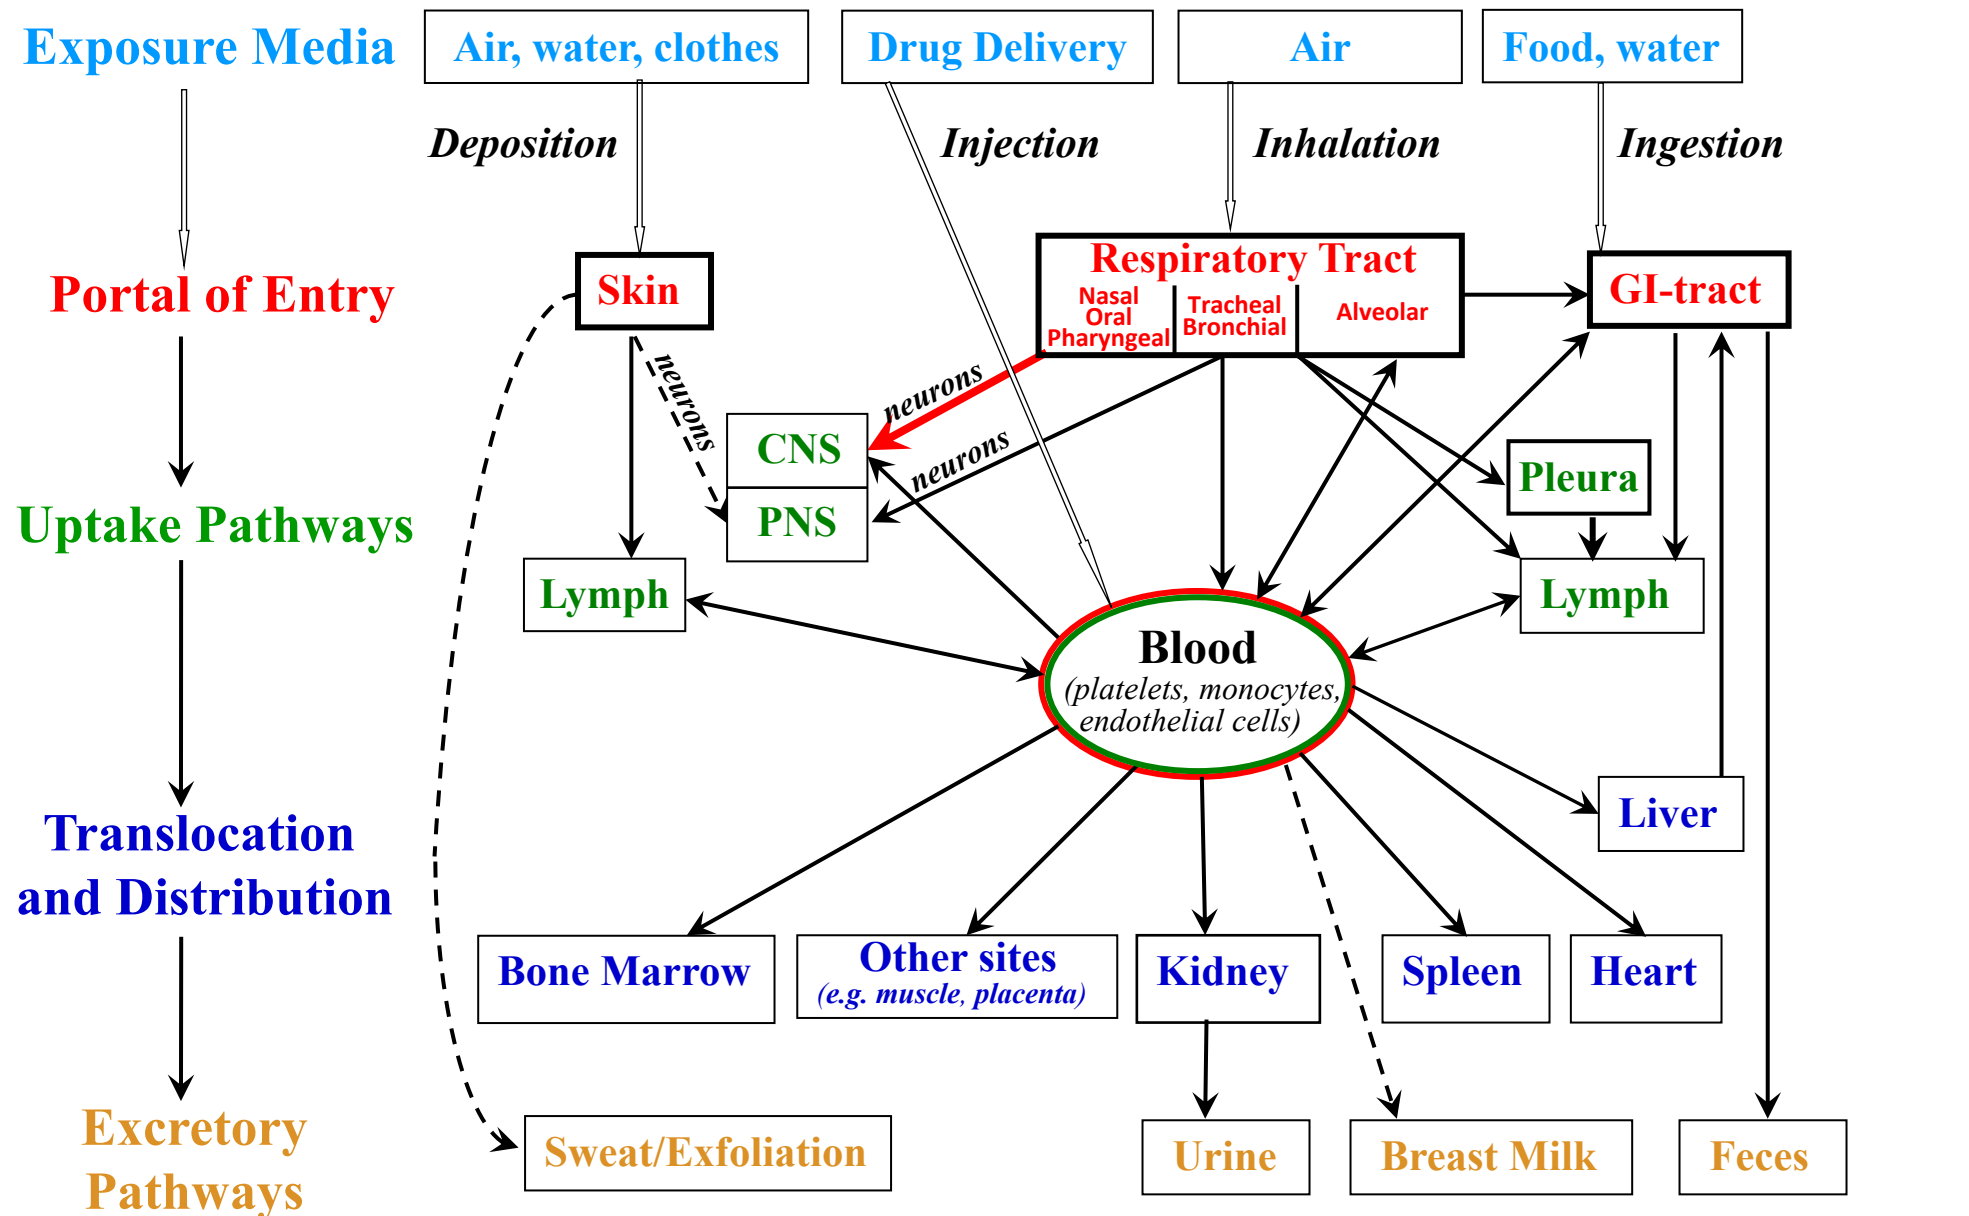 Exposure Media
Air, water, clothes
Drug Delivery
Air
Food, water
Deposition
Injection
Inhalation
Ingestion
Portal of Entry
Skin
Respiratory Tract
Nasal
Oral
Pharyngeal
Tracheal
Bronchial
Alveolar
GI-tract
neurons
neurons
neurons
CNS
PNS
Pleura
Uptake Pathways
Lymph
Lymph
Blood
(platelets, monocytes,
endothelial cells)
Liver
Translocation
and Distribution
Bone Marrow
Other sites
(e.g. muscle, placenta)
Kidney
Spleen
Heart
Excretory
Pathways
Sweat/Exfoliation
Urine
Breast Milk
Feces